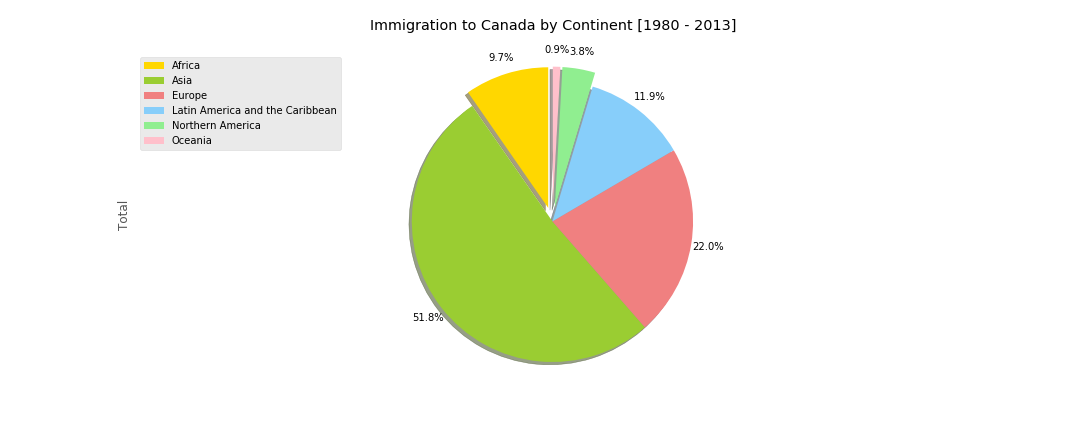 Immigration to Canada by Continent [1980 - 2013]
Africa
Asia
Europe
Latin America and the Caribbean
Northern America
Oceania
Total
9.7%
0.9%
3.8%
11.9%
22.0%
51.8%